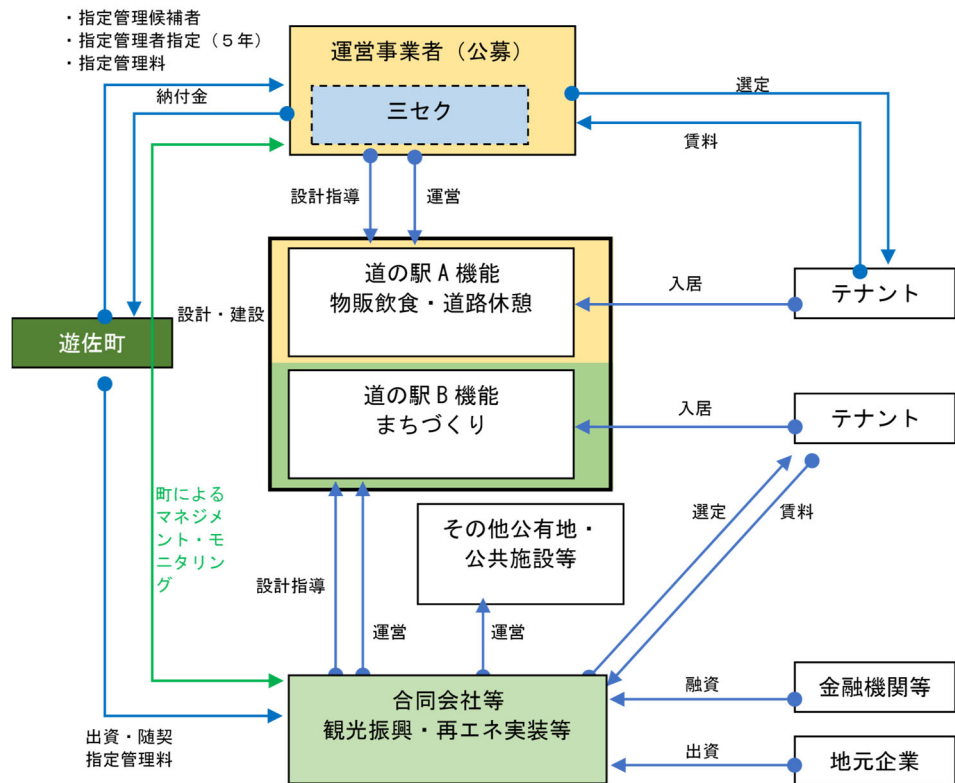 ・指定管理候補者
・指定管理者指定（５年）
・指定管理料
納付金
運営事業者（公募）
三セク
選定
賃料
設計指導
運営
道の駅Ａ機能
物販飲食・道路休憩
入居
テナント
設計・建設
遊佐町
道の駅Ｂ機能
まちづくり
入居
テナント
町による
マネジメ
ント・モ
ニタリン
グ
その他公有地・
公共施設等
選定
賃料
設計指導
運営
運営
合同会社等
観光振興・再エネ実装等
融資
金融機関等
出資
地元企業
出資・随契
指定管理料